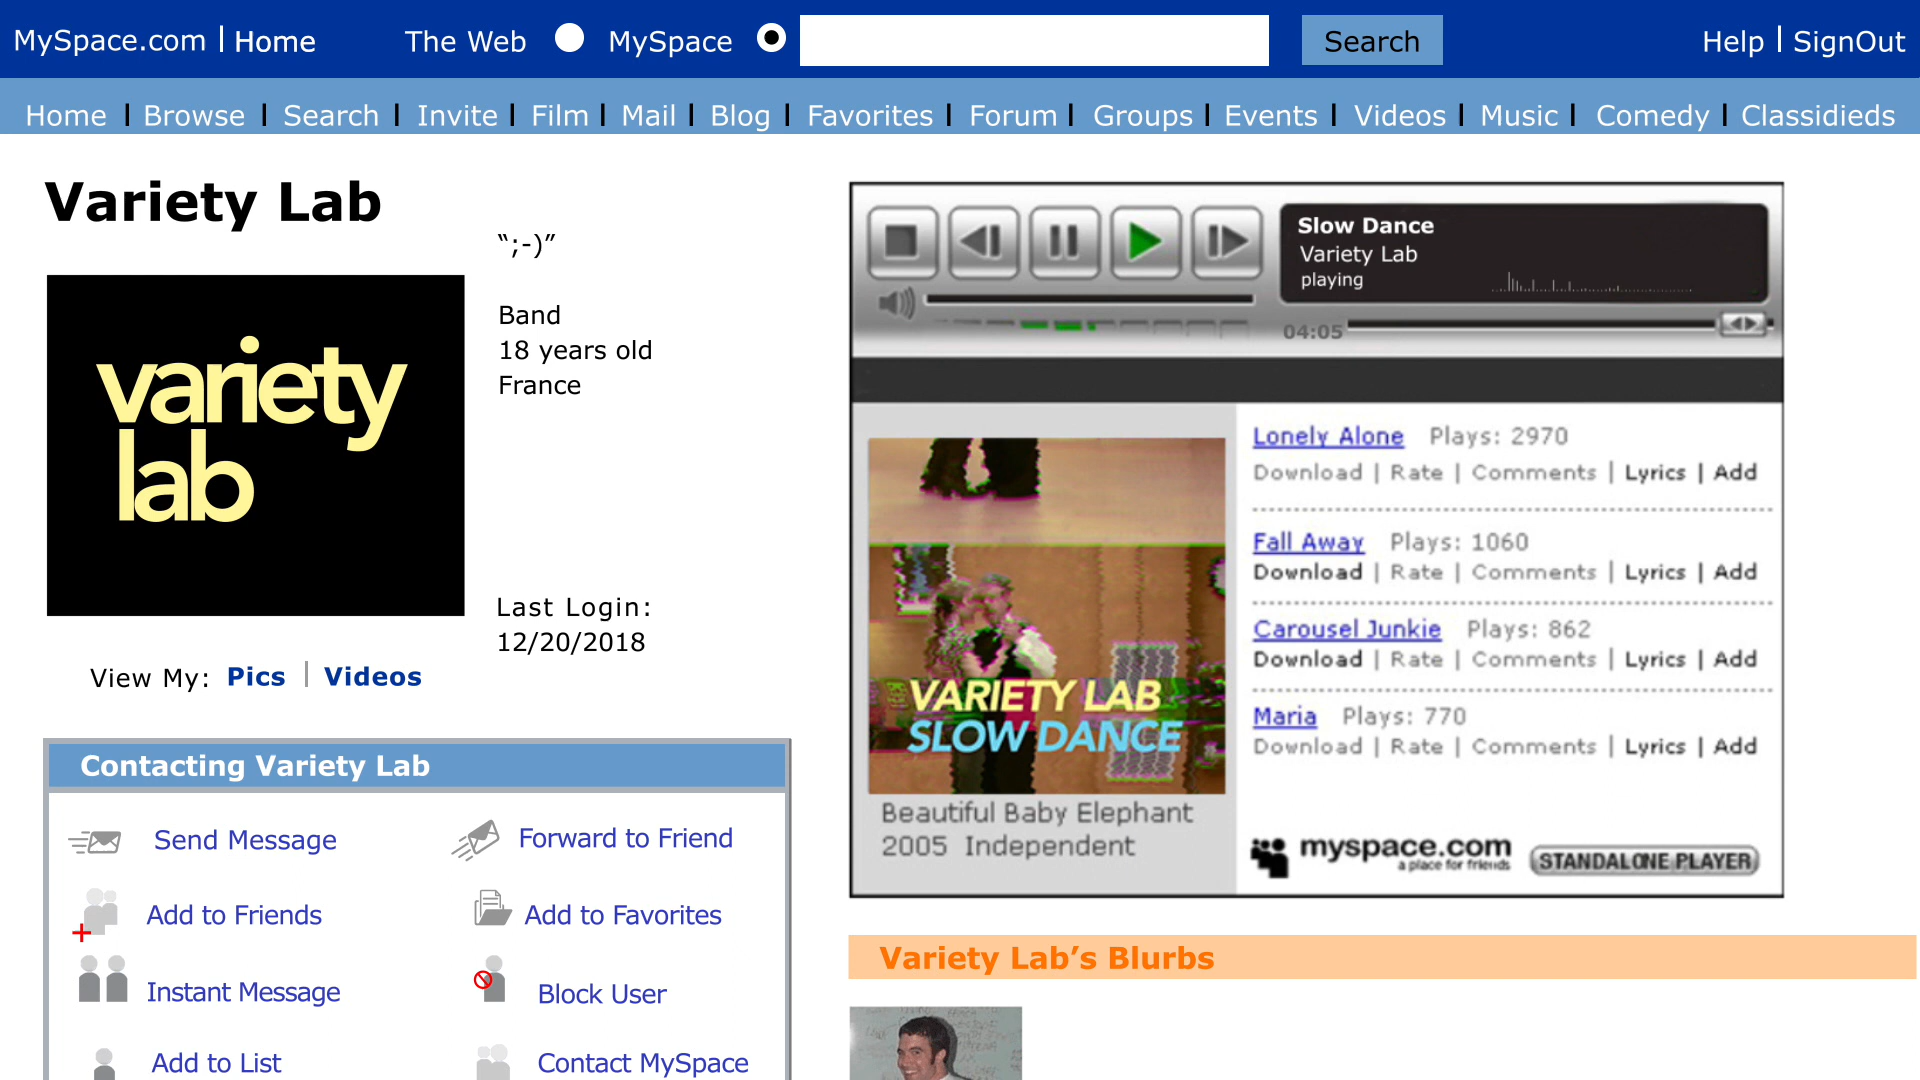 MySpace.com | Home The Web MySpace Search Help | SignOut
Home | Browse | Search | Invite | Film | Mail | Blog | Favorites | Forum | Groups | Events | Videos | Music | Comedy | Classidieds
Variety Lab
“;-)”
variety
lab
Band
18 years old
France
Last Login:
12/20/2018
View My: Pics | Videos
Contacting Variety Lab
Send Message
Forward to Friend
Add to Friends
Add to Favorites
Instant Message
Block User
Add to List
Contact MySpace
Slow Dance
Variety Lab
playing
04:05
VARIETY LAB
SLOW DANCE
Beautiful Baby Elephant
2005 Independent
Lonely Alone Plays: 2970
Download | Rate | Comments | Lyrics | Add
Fall Away Plays: 1060
Download | Rate | Comments | Lyrics | Add
Carousel Junkie Plays: 862
Download | Rate | Comments | Lyrics | Add
Maria Plays: 770
Download | Rate | Comments | Lyrics | Add
myspace.com
a place for friends
STANDALONE PLAYER
Variety Lab’s Blurbs